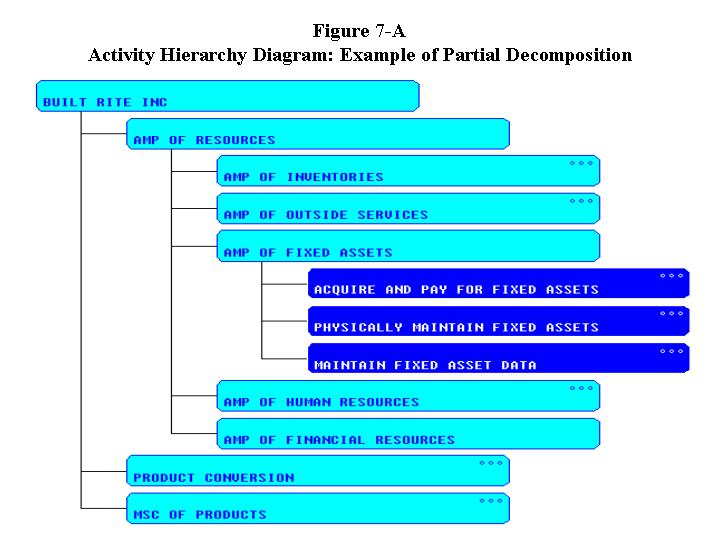 Figure 7-A
Activity Hierarchy Diagram: Example of Partial Decomposition
BUILT RITE INC
AMP OF RESOURCES
AMP OF INVENTORIES
AMP OF OUTSIDE SERVICES
AMP OF FIXED ASSETS
ACQUIRE AND PAY FOR FIXED ASSETS
PHYSICALLY MAINTAIN FIXED ASSETS
MAINTAIN FIXED ASSET DATA
AMP OF HUMAN RESOURCES
AMP OF FINANCIAL RESOURCES
PRODUCT CONVERSION
MSC OF PRODUCTS